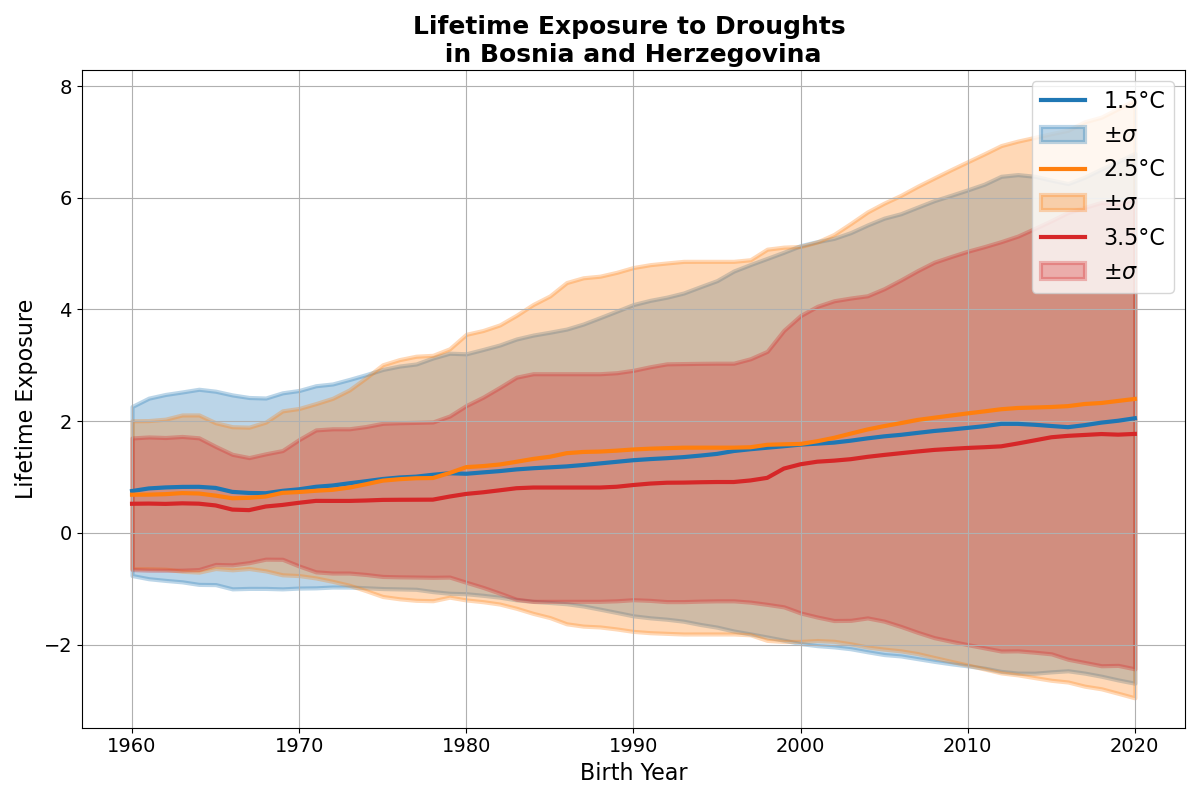 Lifetime Exposure to Droughts
in Bosnia and Herzegovina
8
6
4
2
0
−2
Lifetime Exposure
1.5°C
±σ
2.5°C
±σ
3.5°C
±σ
1960 1970 1980 1990 2000 2010 2020
Birth Year